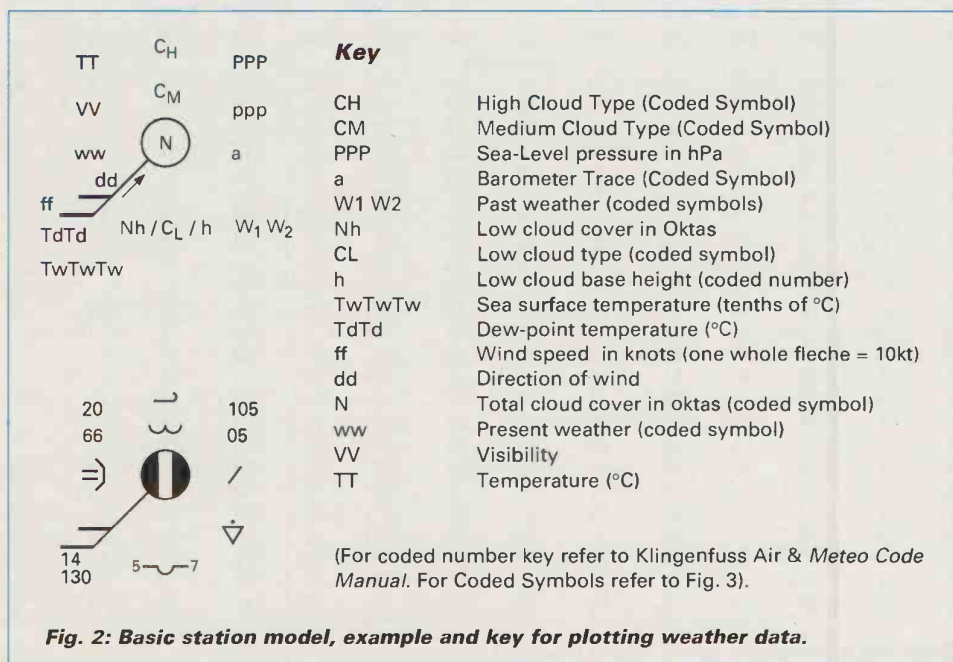 TT CH PPP
VV CM ppp
ww N a
dd
ff
TdTd Nh / CL / h W1 W2
TwTwTw
20 105
66 05
14
130 5 7
Key
CH High Cloud Type (Coded Symbol)
CM Medium Cloud Type (Coded Symbol)
PPP Sea-Level pressure in hPa
a Barometer Trace (Coded Symbol)
W1 W2 Past weather (coded symbols)
Nh Low cloud cover in Oktas
CL Low cloud type (coded symbol)
h Low cloud base height (coded number)
TwTwTw Sea surface temperature (tenths of °C)
TdTd Dew-point temperature (°C)
ff Wind speed in knots (one whole fleche = 10kt)
dd Direction of wind
N Total cloud cover in oktas (coded symbol)
ww Present weather (coded symbol)
VV Visibility
TT Temperature (°C)
(For coded number key refer to Klingenfuss Air & Meteo Code
Manual. For Coded Symbols refer to Fig. 3).
Fig. 2: Basic station model, example and key for plotting weather data.